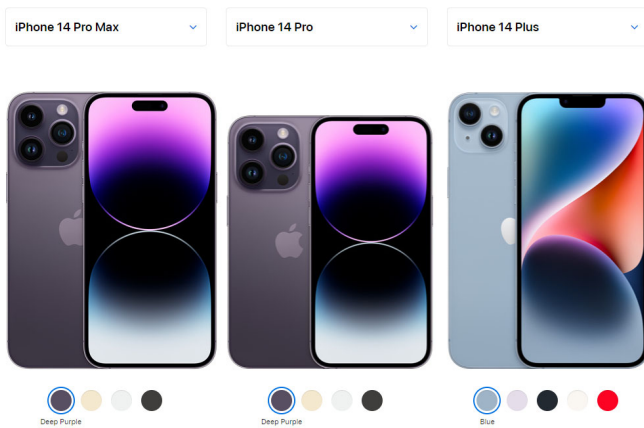 iPhone 14 Pro Max
iPhone 14 Pro
iPhone 14 Plus
Deep Purple
Deep Purple
Blue